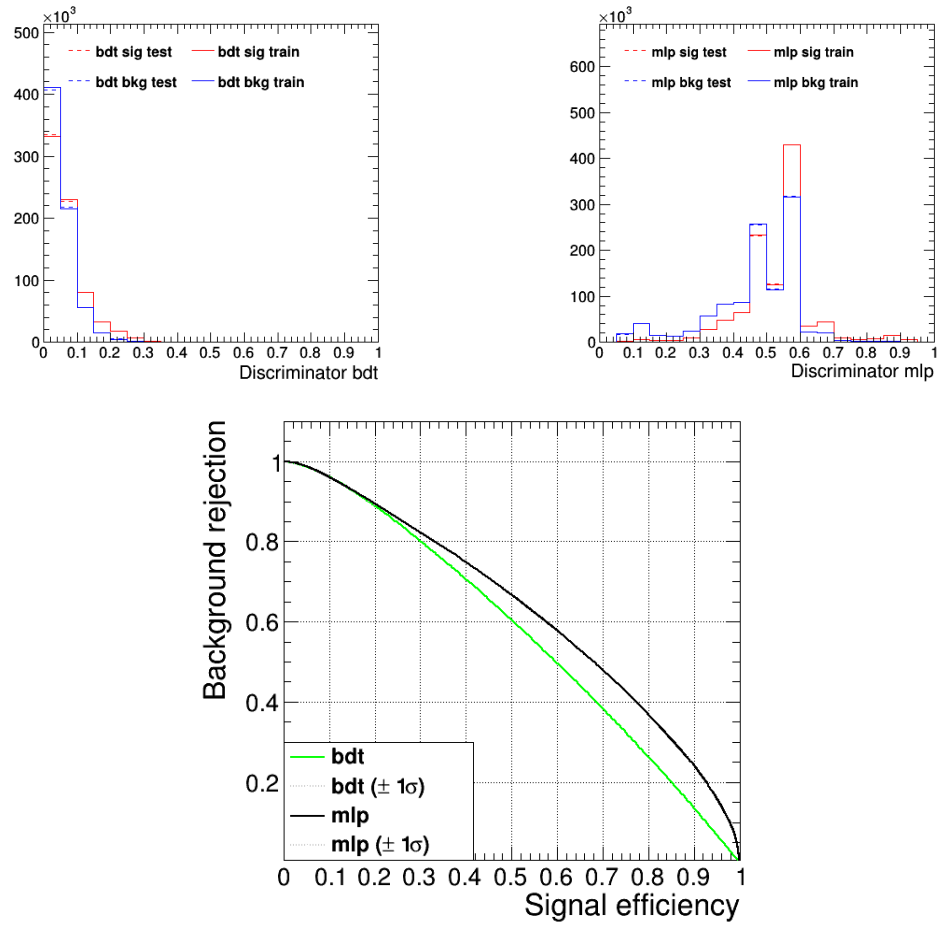 ×10³
500
400
300
200
100
0
bdt sig test
bdt sig train
bdt bkg test
bdt bkg train
0 0.1 0.2 0.3 0.4 0.5 0.6 0.7 0.8 0.9 1
Discriminator bdt
×10³
600
500
400
300
200
100
0
mlp sig test
mlp sig train
mlp bkg test
mlp bkg train
0 0.1 0.2 0.3 0.4 0.5 0.6 0.7 0.8 0.9 1
Discriminator mlp
Background rejection
1
0.8
0.6
0.4
0.2
bdt
bdt (± 1σ)
mlp
mlp (± 1σ)
0 0.1 0.2 0.3 0.4 0.5 0.6 0.7 0.8 0.9 1
Signal efficiency